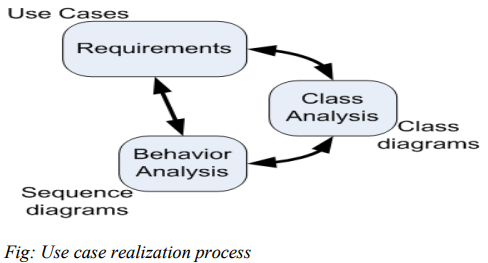 Use Cases
Requirements
Class
Analysis
Class
diagrams
Behavior
Analysis
Sequence
diagrams
Fig: Use case realization process